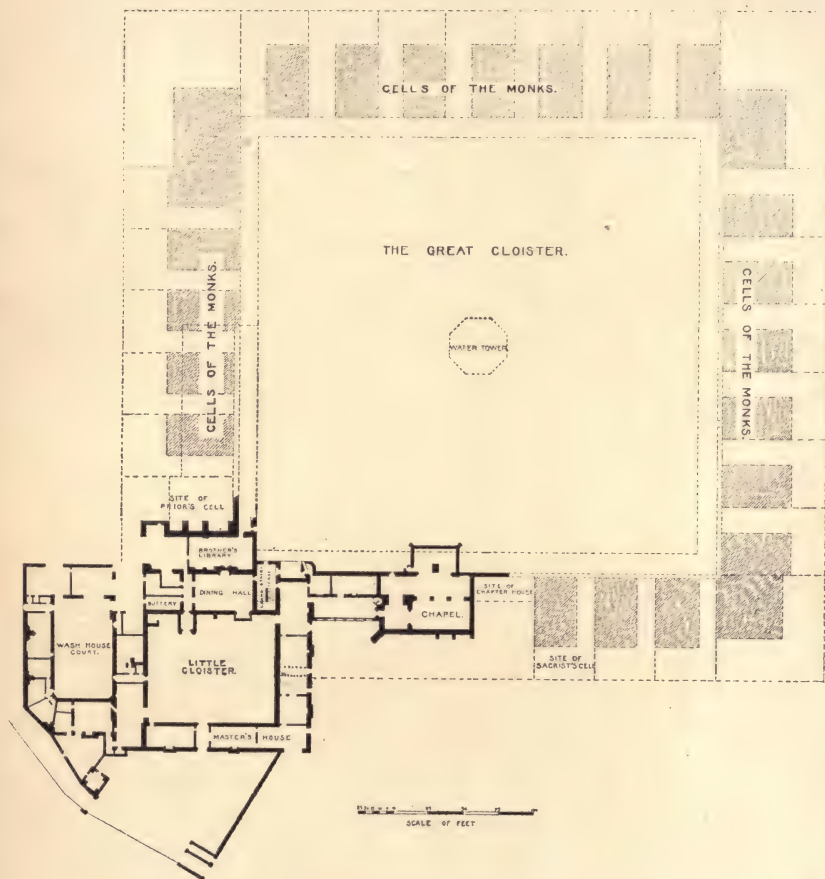 CELLS OF THE MONKS.
THE GREAT CLOISTER.
CELLS OF THE MONKS.
CELLS OF THE MONKS.
WATER TOWER
SITE OF
PRIOR'S CELL
BROTHER'S
LIBRARY
DINING HALL
BUTTERY
SITE OF
CHAPTER HOUSE
CHAPEL.
WASH HOUSE
COURT.
LITTLE
CLOISTER.
SITE OF
SACRIST'S CELL
MASTER'S HOUSE
SCALE OF FEET